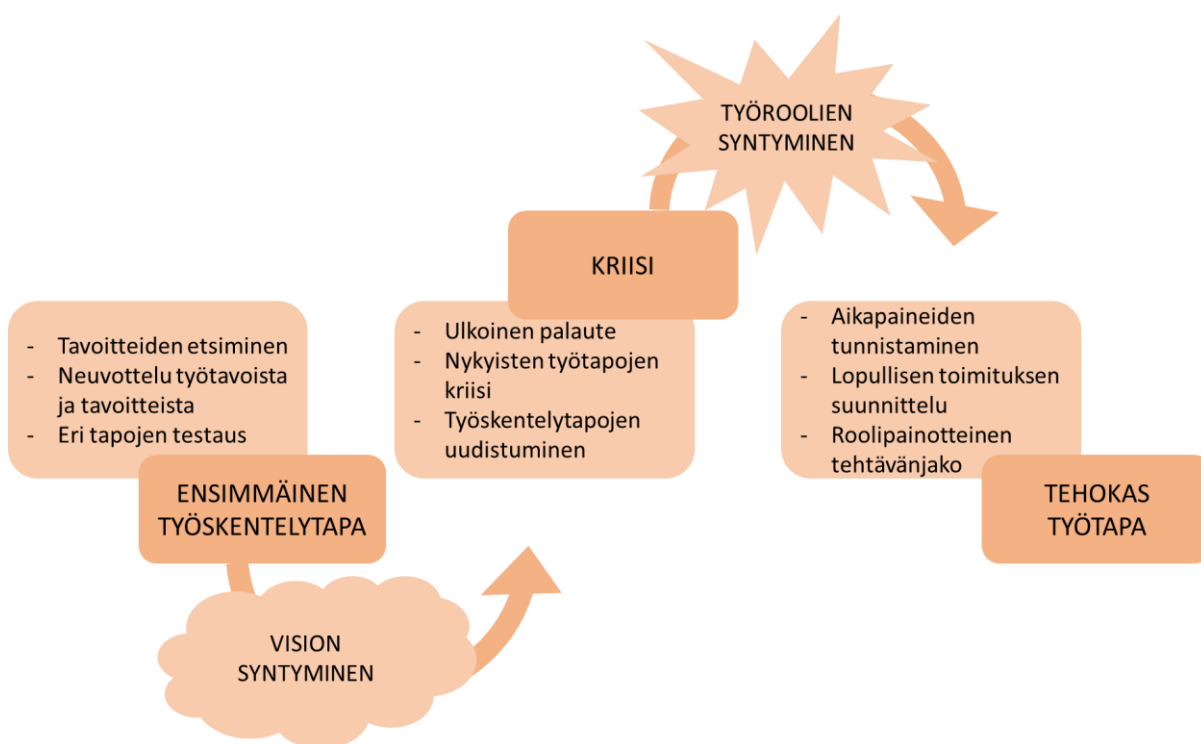 - Tavoitteiden etsiminen
- Neuvottelu työtavoista
ja tavoitteista
- Eri tapojen testaus
ENSIMMÄINEN
TYÖSKENTELYTAPA
VISION
SYNTYMINEN
KRIISI
- Ulkoinen palaute
- Nykyisten työtapojen
kriisi
- Työskentelytapojen
uudistuminen
TYÖROOLIEN
SYNTYMINEN
- Aikapaineiden
tunnistaminen
- Lopullisen toimituksen
suunnittelu
- Roolipainotteinen
tehtävänjako
TEHOKAS
TYÖTAPA